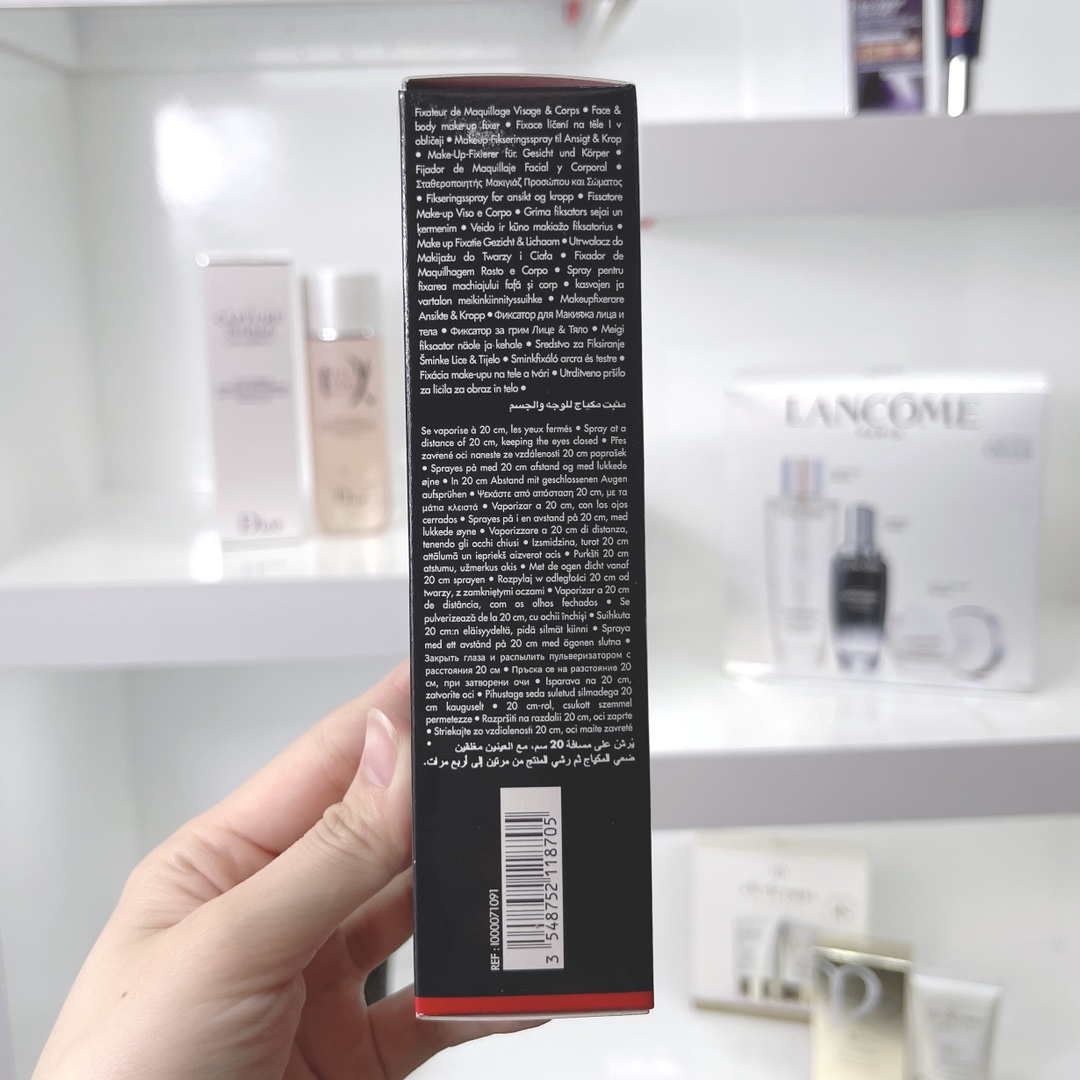 Fixateur de Maquillage Visage & Corps • Face &
body make-up fixer • Fixace líčení na těle I v
obličeji • Makeup Fikseringsspray til Ansigt & Krop
• Make-Up-Fixierer für Gesicht und Körper •
Fijador de Maquillaje Facial y Corporal •
Σταθεροποιητής Μακιγιάζ Προσώπου και Σώματος
• Fikseringsspray for ansikt og kropp • Fissatore
Make-up Viso e Corpo • Grima fiksators sejai un
ķermenim • Veido ir kūno makiažo fiksatorius •
Make up Fixatie Gezicht & Lichaam • Utrwalacz do
Makijażu do Twarzy i Ciała • Fixador de
Maquilhagem Rosto e Corpo • Spray pentru
fixarea machiajului față și corp • kasvojen ja
vartalon meikinkiinnityssuihke • Makeupfixerare
Ansikte & Kropp • Фиксатор для Макияжа лица и
тела • Фиксатор за грим Лице & Тяло • Meigi
fiksaator näole ja kehale • Sredstvo za Fiksiranje
Šminke Lice & Tijelo • Sminkfixáló arcra és testre •
Fixácia make-upu na tele a tvári • Utrditveno pršilo
za ličila za obraz in telo •
مثبت مكياج للوجه والجسم
Se vaporise à 20 cm, les yeux fermés • Spray at a
distance of 20 cm, keeping the eyes closed • Přes
zavrené oči naneste ze vzdálenosti 20 cm poprašek
• Sprayes på med 20 cm afstand og med lukkede
øjne • In 20 cm Abstand mit geschlossenen Augen
aufsprühen • Ψεκάστε από απόσταση 20 cm, με τα
μάτια κλειστά • Vaporizar a 20 cm, con los ojos
cerrados • Sprayes på i en avstand på 20 cm, med
lukkede øyne • Vaporizzare a 20 cm di distanza,
tenendo gli occhi chiusi • Izsmidzina, turot 20 cm
attālumā un iepriekš aizverat acis • Purkšti 20 cm
atstumu, užmerkus akis • Met de ogen dicht vanaf
20 cm sprayen • Rozpylaj w odległości 20 cm od
twarzy, z zamkniętymi oczami • Vaporizar a 20 cm
de distância, com os olhos fechados • Se
pulverizează de la 20 cm, cu ochii închiși • Suihkuta
20 cm:n eläisyydeltä, pidä silmät kiinni • Spraya
med ett avstånd på 20 cm med ögonen slutna •
Закрыть глаза и распылить пульверизатором с
расстояния 20 см • Пръска се на разстояние 20
см, при затворени очи • Isparava na 20 cm,
zatvorite oci • Pihustage seda suletud silmadega 20
cm kauguselt • 20 cm-rol, csukott szemmel
permetezze • Razpršiti na razdalii 20 cm, oci zaprte
• Striekajte zo vzdialenosti 20 cm, oci maite zavreté
•
يُرش على مسافة 20 سم، مع العينين مغلقتين
ضعي المكياج ثم رشي المنتج من مرتين إلى أربع مرات.
REF : I000071091
3 548752 118705
LANCÔME
PARIS
Dior
Dior